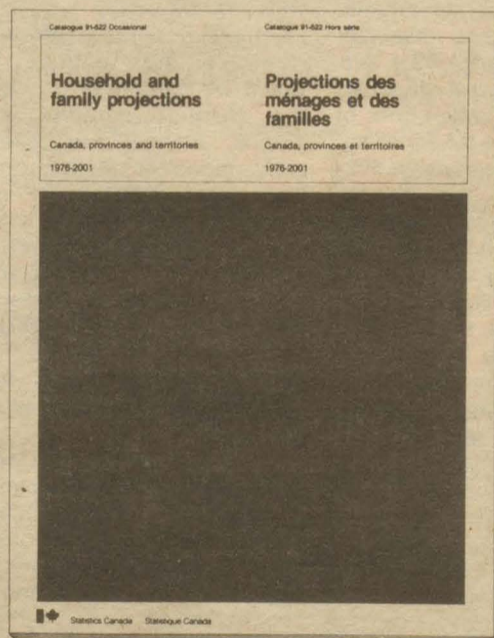 Catalogue 91-522 Occasional
Household and
family projections
Canada, provinces and territories
1976-2001
Catalogue 91-522 Hors série
Projections des
ménages et des
familles
Canada, provinces et territoires
1976-2001
Statistics Canada Statistique Canada